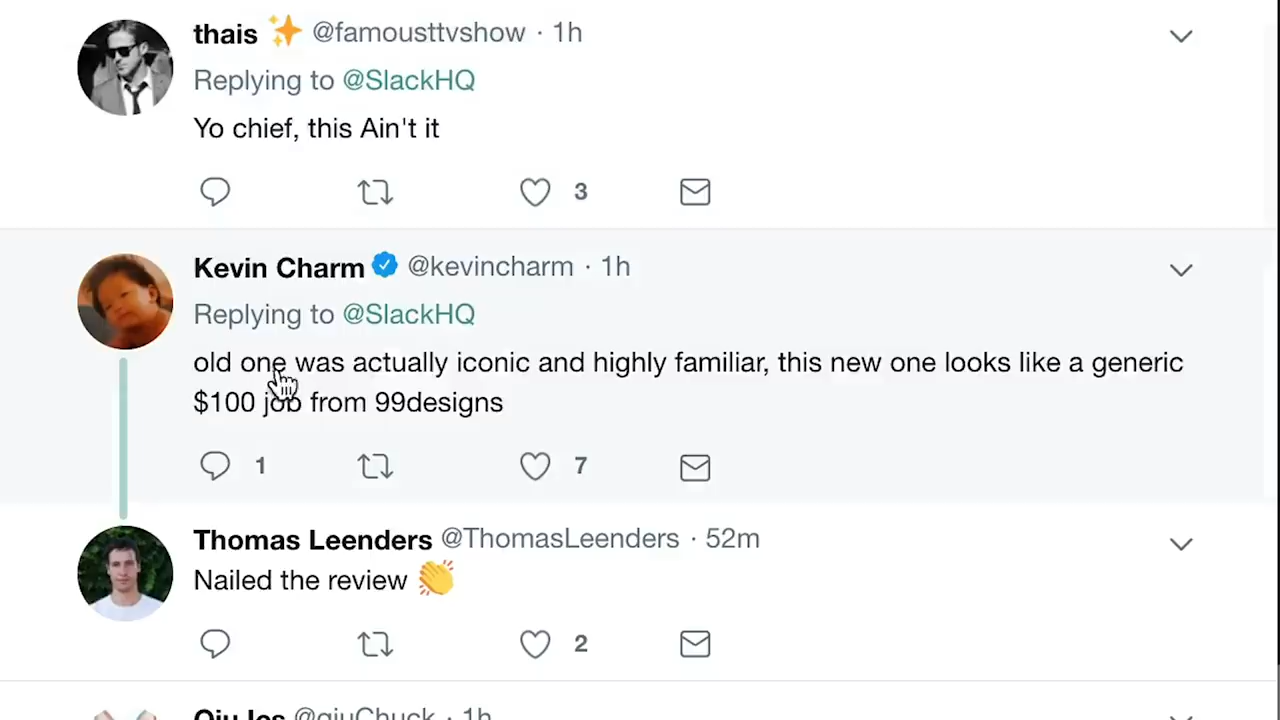 thais ✨ @famousttvshow · 1h
Replying to @SlackHQ
Yo chief, this Ain't it
3
Kevin Charm @kevincharm · 1h
Replying to @SlackHQ
old one was actually iconic and highly familiar, this new one looks like a generic
$100 job from 99designs
1 7
Thomas Leenders @ThomasLeenders · 52m
Nailed the review 👏
2
@qiuChuck · 1h